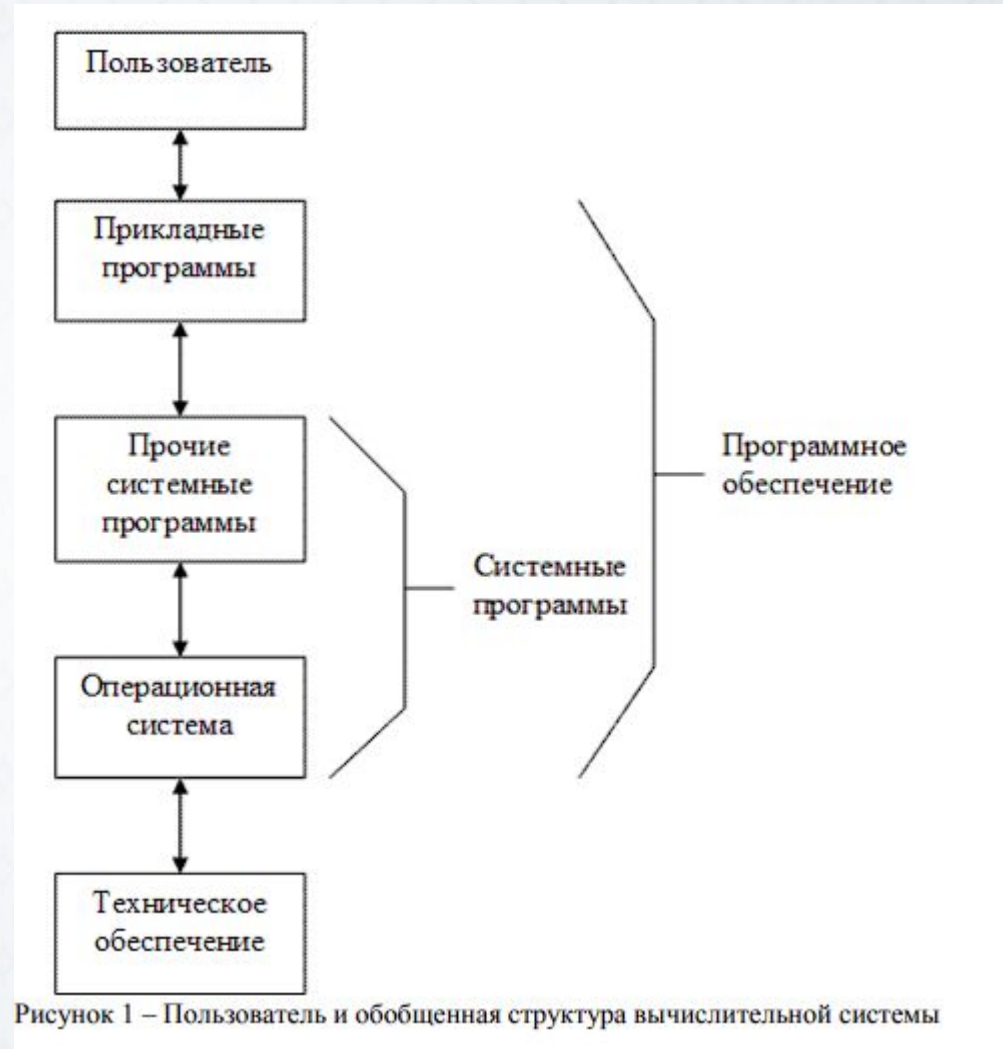 Пользователь
Прикладные
программы
Прочие
системные
программы
Программное
обеспечение
Системные
программы
Операционная
система
Техническое
обеспечение
Рисунок 1 – Пользователь и обобщенная структура вычислительной системы